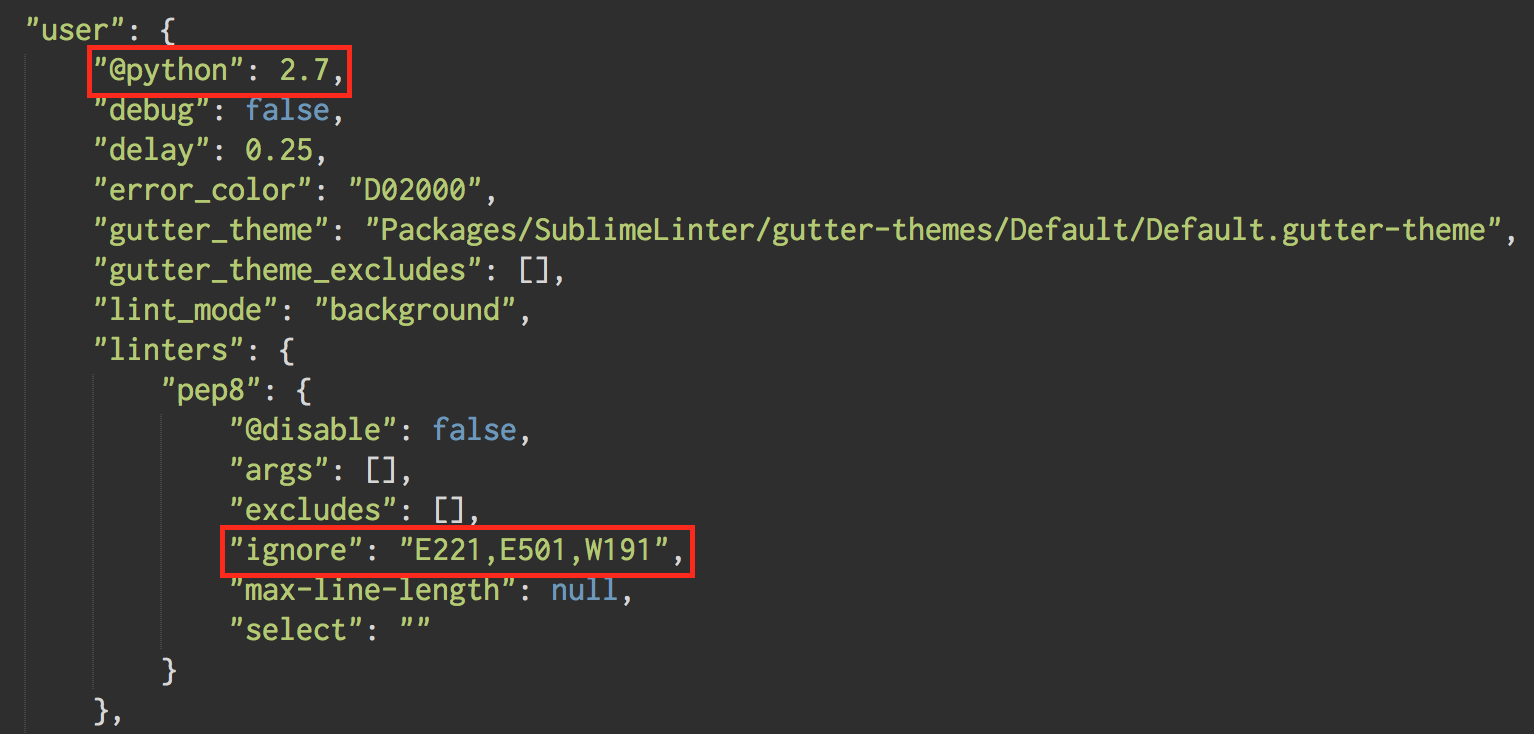 "user": {
"@python": 2.7,
"debug": false,
"delay": 0.25,
"error_color": "D02000",
"gutter_theme": "Packages/SublimeLinter/gutter-themes/Default/Default.gutter-theme",
"gutter_theme_excludes": [],
"lint_mode": "background",
"linters": {
"pep8": {
"@disable": false,
"args": [],
"excludes": [],
"ignore": "E221,E501,W191",
"max-line-length": null,
"select": ""
}
},